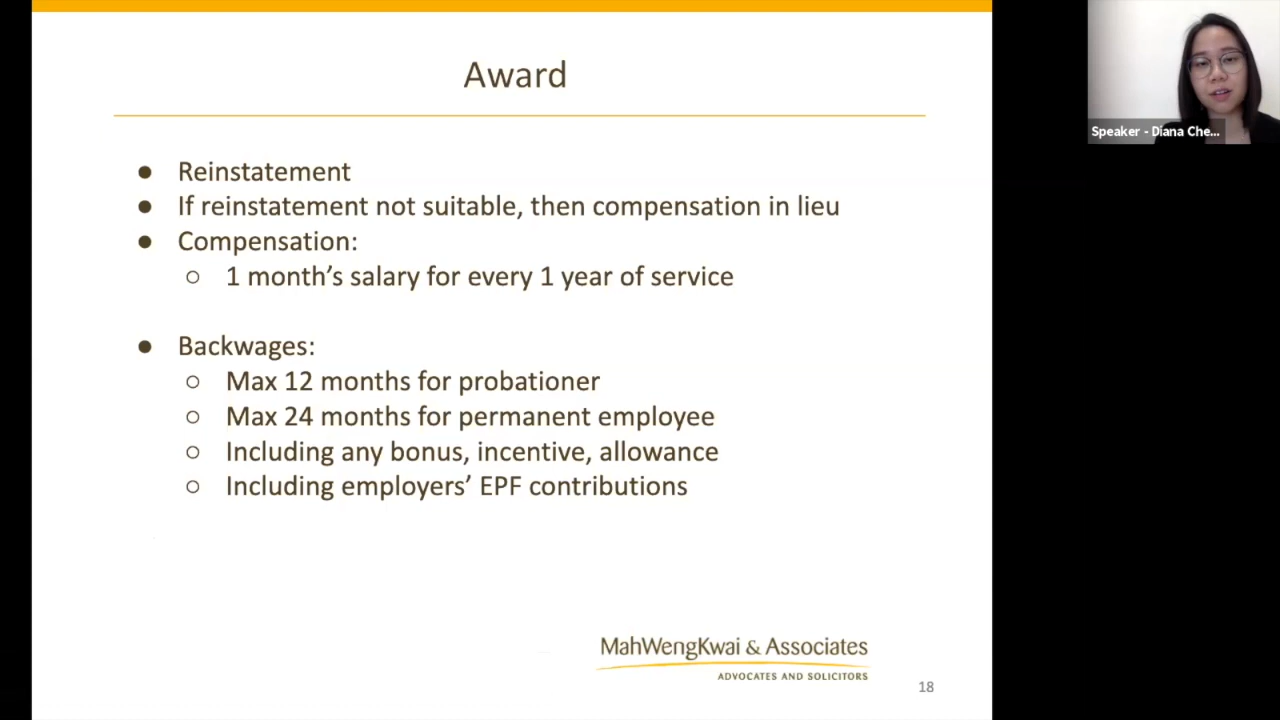 Award
● Reinstatement
● If reinstatement not suitable, then compensation in lieu
● Compensation:
○ 1 month’s salary for every 1 year of service
● Backwages:
○ Max 12 months for probationer
○ Max 24 months for permanent employee
○ Including any bonus, incentive, allowance
○ Including employers’ EPF contributions
MahWengKwai & Associates
ADVOCATES AND SOLICITORS
18
Speaker - Diana Che...